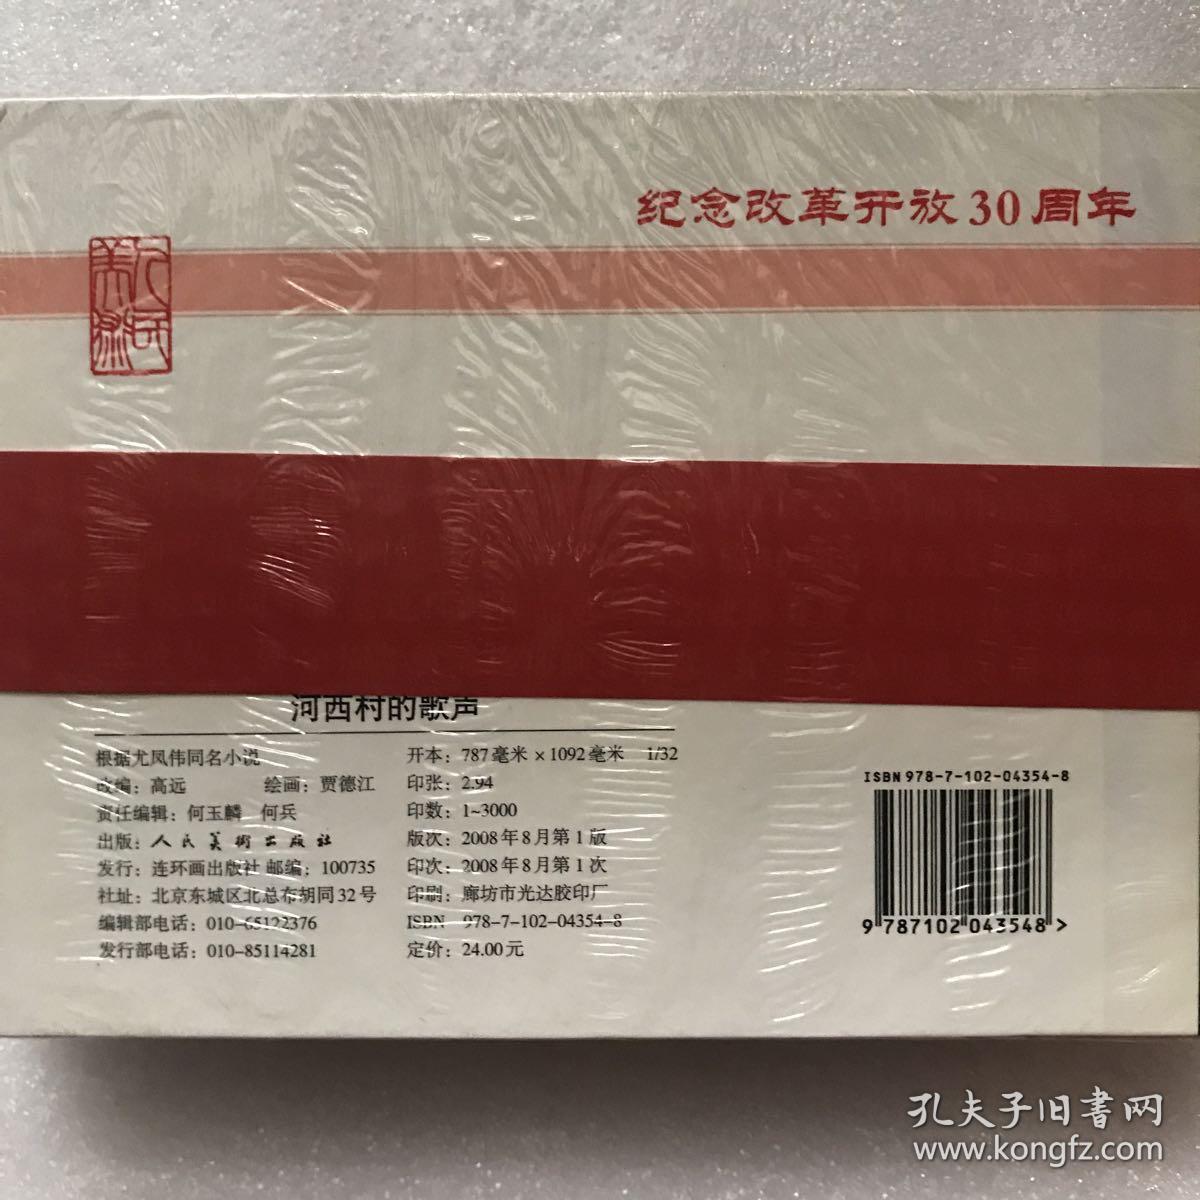 纪念改革开放30周年
人民美术
河西村的歌声
根据尤凤伟同名小说
改编：高远 绘画：贾德江
责任编辑：何玉麟 何兵
出版：人民美術出版社
发行：连环画出版社 邮编：100735
社址：北京东城区北总布胡同32号
编辑部电话：010-65122376
发行部电话：010-85114281
开本：787毫米×1092毫米 1/32
印张：2.94
印数：1~3000
版次：2008年8月第1版
印次：2008年8月第1次
印刷：廊坊市光达胶印厂
ISBN 978-7-102-04354-8
定价：24.00元
ISBN 978-7-102-04354-8
9 787102 043548 >
孔夫子旧書网
www.kongfz.com